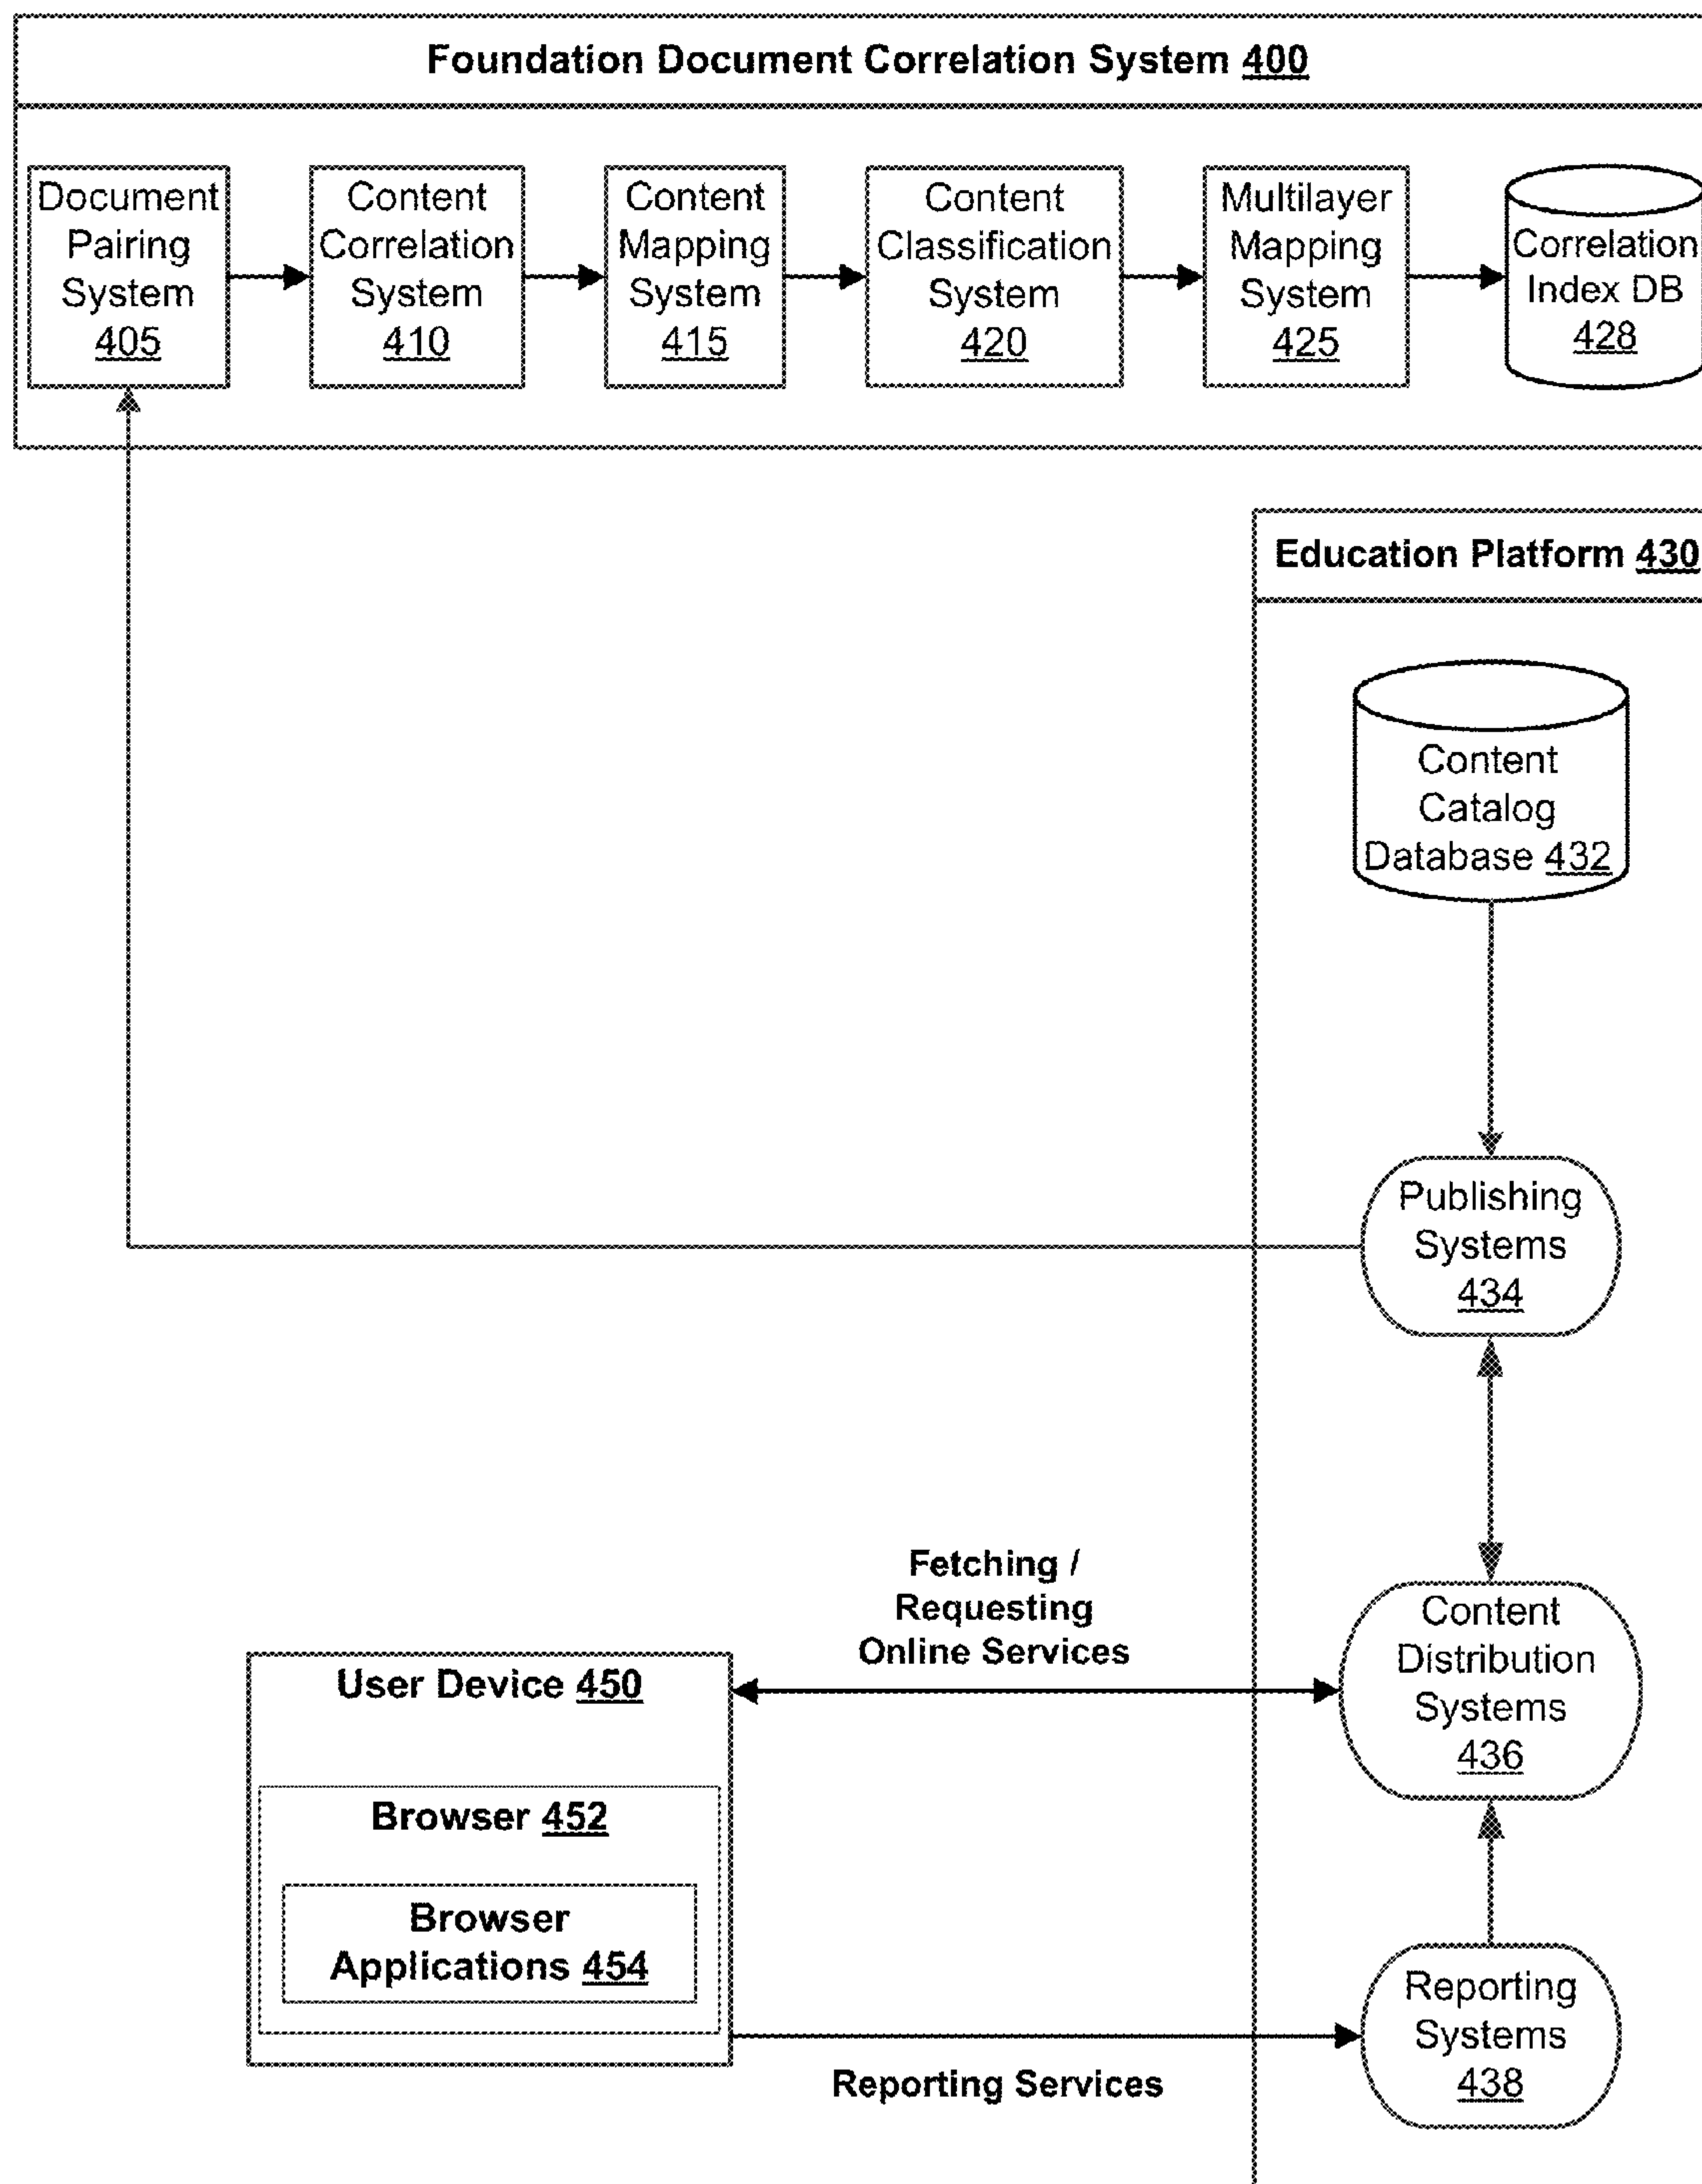 Foundation Document Correlation System 400
Document
Pairing
System
405
Content
Correlation
System
410
Content
Mapping
System
415
Content
Classification
System
420
Multilayer
Mapping
System
425
Correlation
Index DB
428
Education Platform 430
Content
Catalog
Database 432
Publishing
Systems
434
Fetching /
Requesting
Online Services
Content
Distribution
Systems
436
User Device 450
Browser 452
Browser
Applications 454
Reporting Services
Reporting
Systems
438